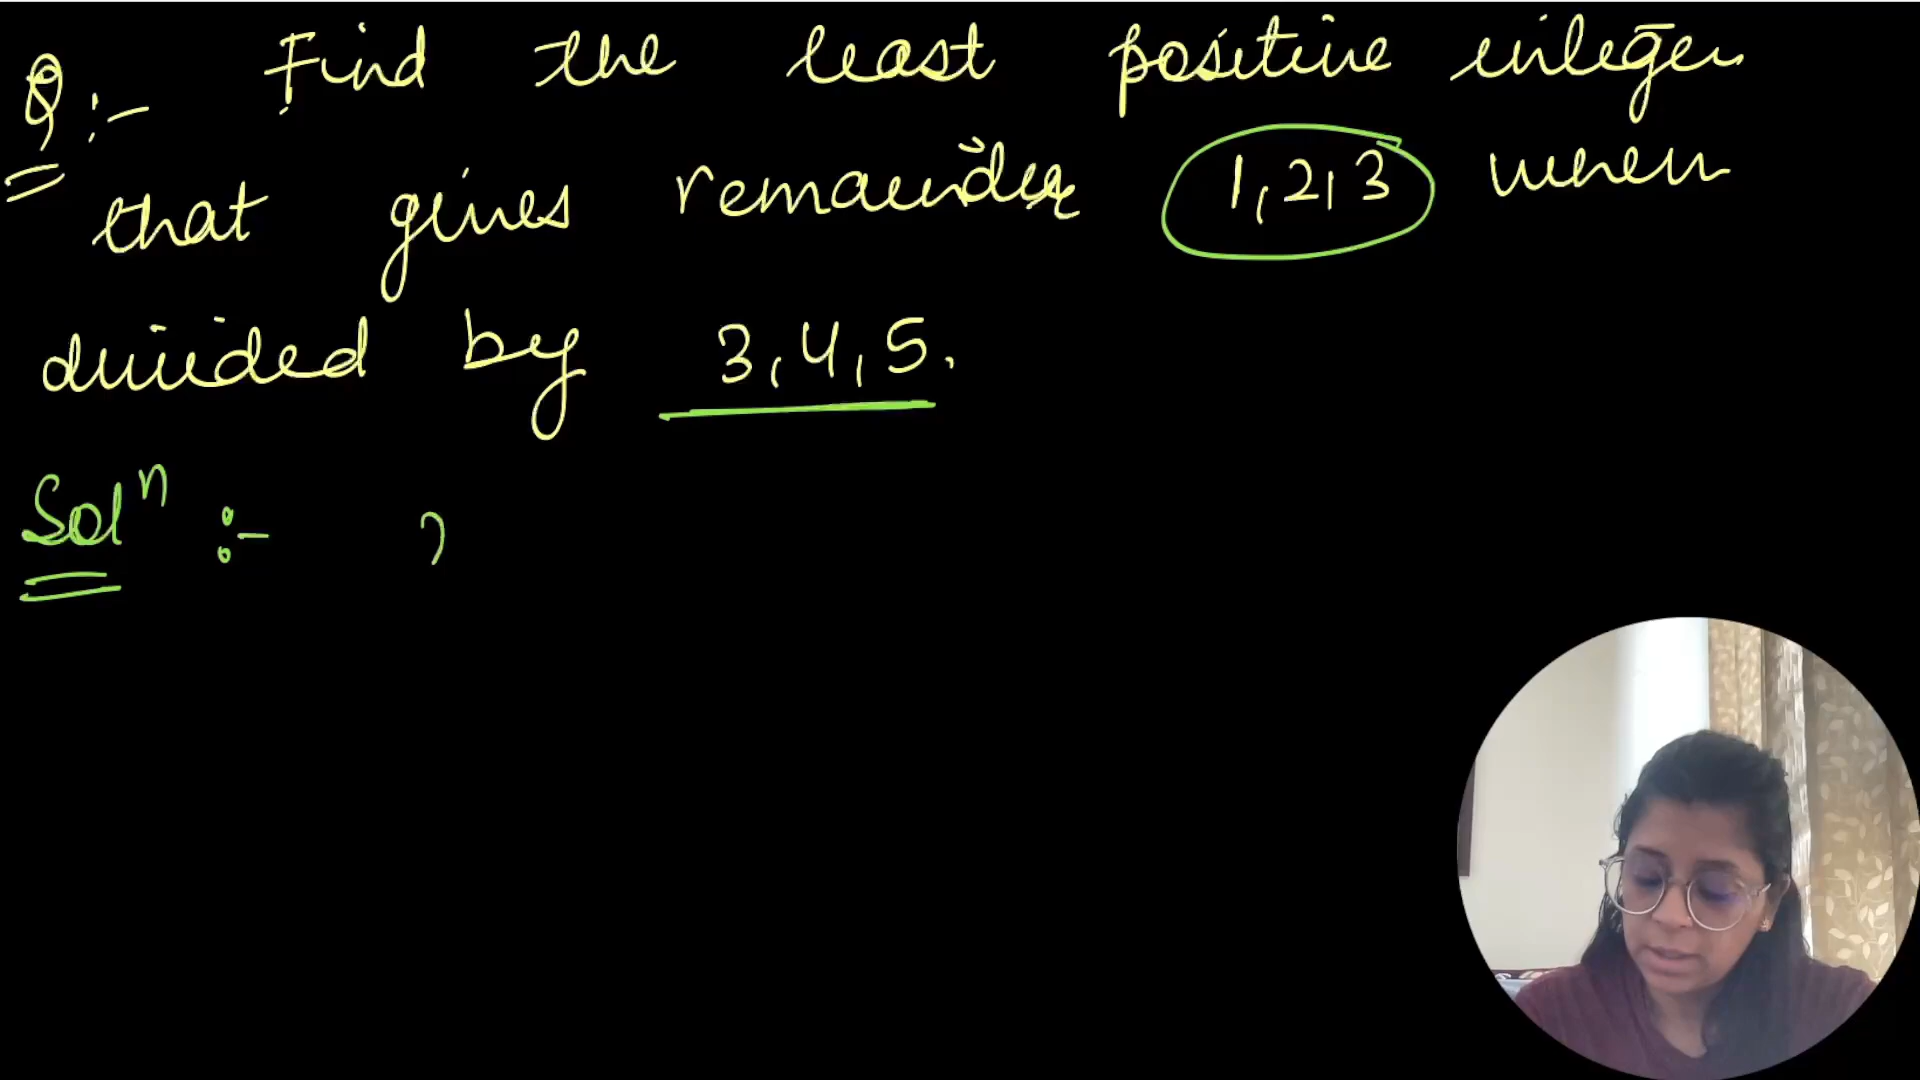 Q:- Find the least positive integer
that gives remainder 1,2,3 when
divided by 3,4,5.
Solⁿ :-